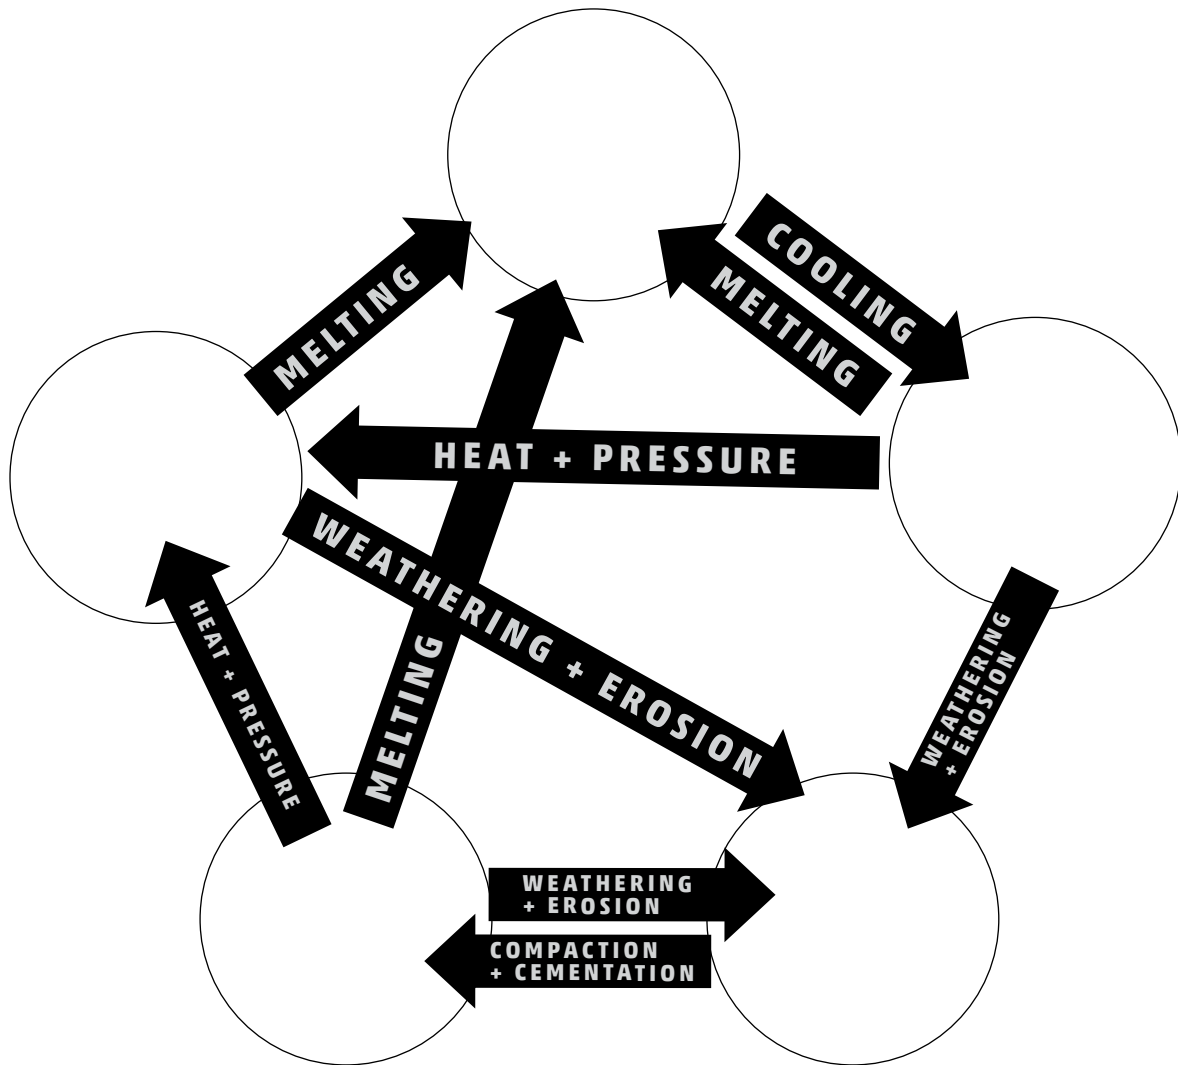 COOLING
MELTING
MELTING
HEAT + PRESSURE
WEATHERING + EROSION
HEAT + PRESSURE
MELTING
WEATHERING
+ EROSION
WEATHERING
+ EROSION
COMPACTION
+ CEMENTATION